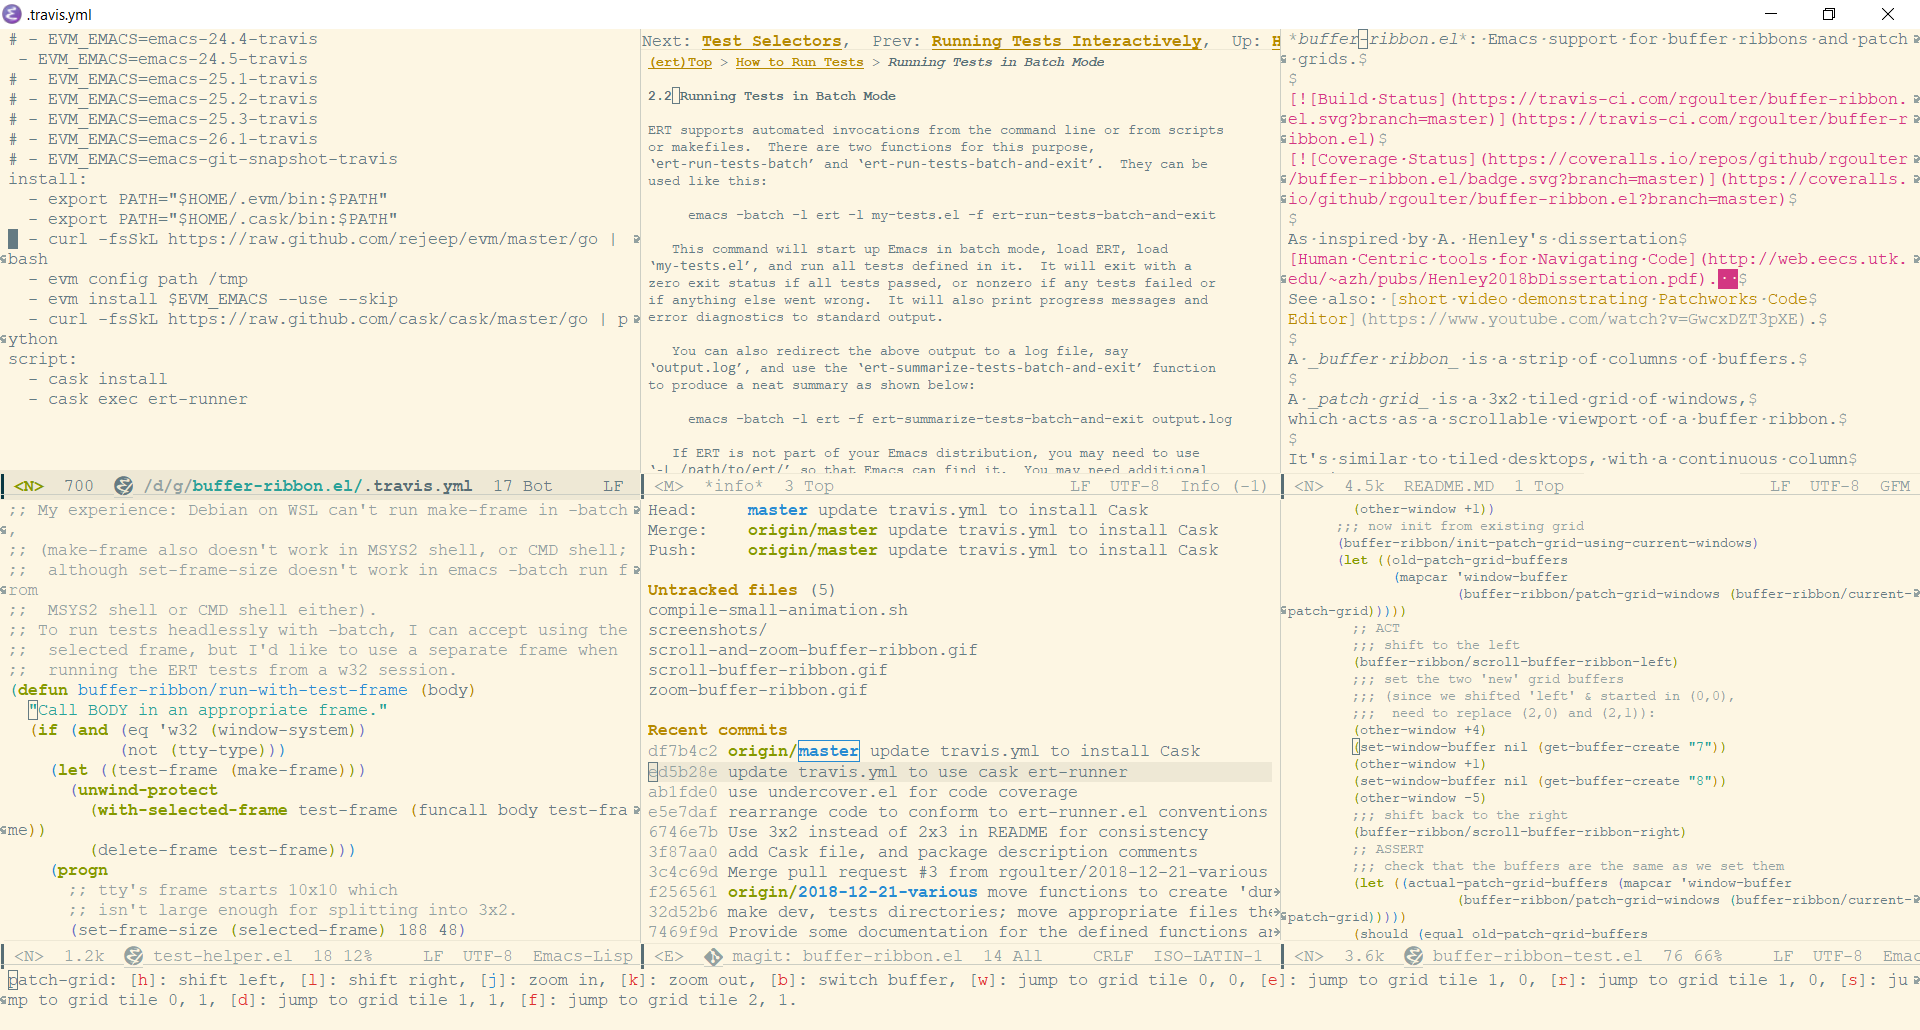 .travis.yml
# - EVM_EMACS=emacs-24.4-travis
- EVM_EMACS=emacs-24.5-travis
# - EVM_EMACS=emacs-25.1-travis
# - EVM_EMACS=emacs-25.2-travis
# - EVM_EMACS=emacs-25.3-travis
# - EVM_EMACS=emacs-26.1-travis
# - EVM_EMACS=emacs-git-snapshot-travis
install:
- export PATH="$HOME/.evm/bin:$PATH"
- export PATH="$HOME/.cask/bin:$PATH"
- curl -fsSkL https://raw.github.com/rejeep/evm/master/go |
bash
- evm config path /tmp
- evm install $EVM_EMACS --use --skip
- curl -fsSkL https://raw.github.com/cask/cask/master/go | p
ython
script:
- cask install
- cask exec ert-runner
<N> 700 /d/g/buffer-ribbon.el/.travis.yml 17 Bot LF
Next: Test Selectors, Prev: Running Tests Interactively, Up: H
(ert)Top > How to Run Tests > Running Tests in Batch Mode
2.2 Running Tests in Batch Mode
ERT supports automated invocations from the command line or from scripts
or makefiles. There are two functions for this purpose,
‘ert-run-tests-batch’ and ‘ert-run-tests-batch-and-exit’. They can be
used like this:
emacs -batch -l ert -l my-tests.el -f ert-run-tests-batch-and-exit
This command will start up Emacs in batch mode, load ERT, load
‘my-tests.el’, and run all tests defined in it. It will exit with a
zero exit status if all tests passed, or nonzero if any tests failed or
if anything else went wrong. It will also print progress messages and
error diagnostics to standard output.
You can also redirect the above output to a log file, say
‘output.log’, and use the ‘ert-summarize-tests-batch-and-exit’ function
to produce a neat summary as shown below:
emacs -batch -l ert -f ert-summarize-tests-batch-and-exit output.log
If ERT is not part of your Emacs distribution, you may need to use
‘-L /path/to/ert/’ so that Emacs can find it. You may need additional
<M> *info* 3 Top LF UTF-8 Info (-1)
*buffer-ribbon.el*:·Emacs·support·for·buffer·ribbons·and·patch
·grids.$
$
[![Build·Status](https://travis-ci.com/rgoulter/buffer-ribbon.
el.svg?branch=master)](https://travis-ci.com/rgoulter/buffer-r
ibbon.el)$
[![Coverage·Status](https://coveralls.io/repos/github/rgoulter
/buffer-ribbon.el/badge.svg?branch=master)](https://coveralls.
io/github/rgoulter/buffer-ribbon.el?branch=master)$
$
As·inspired·by·A.·Henley's·dissertation$
[Human·Centric·tools·for·Navigating·Code](http://web.eecs.utk.
edu/~azh/pubs/Henley2018bDissertation.pdf).··$
See·also:·[short·video·demonstrating·Patchworks·Code$
Editor](https://www.youtube.com/watch?v=GwcxDZT3pXE).$
$
A·_buffer·ribbon_·is·a·strip·of·columns·of·buffers.$
$
A·_patch·grid_·is·a·3x2·tiled·grid·of·windows,$
which·acts·as·a·scrollable·viewport·of·a·buffer·ribbon.$
$
It's·similar·to·tiled·desktops,·with·a·continuous·column$
<N> 4.5k README.MD 1 Top LF UTF-8 GFM
;; My experience: Debian on WSL can't run make-frame in -batch
,
;; (make-frame also doesn't work in MSYS2 shell, or CMD shell;
;; although set-frame-size doesn't work in emacs -batch run f
rom
;; MSYS2 shell or CMD shell either).
;; To run tests headlessly with -batch, I can accept using the
;; selected frame, but I'd like to use a separate frame when
;; running the ERT tests from a w32 session.
(defun buffer-ribbon/run-with-test-frame (body)
"Call BODY in an appropriate frame."
(if (and (eq 'w32 (window-system))
(not (tty-type)))
(let ((test-frame (make-frame)))
(unwind-protect
(with-selected-frame test-frame (funcall body test-fra
me))
(delete-frame test-frame)))
(progn
;; tty's frame starts 10x10 which
;; isn't large enough for splitting into 3x2.
(set-frame-size (selected-frame) 188 48)
<N> 1.2k test-helper.el 18 12% LF UTF-8 Emacs-Lisp
Head: master update travis.yml to install Cask
Merge: origin/master update travis.yml to install Cask
Push: origin/master update travis.yml to install Cask
Untracked files (5)
compile-small-animation.sh
screenshots/
scroll-and-zoom-buffer-ribbon.gif
scroll-buffer-ribbon.gif
zoom-buffer-ribbon.gif
Recent commits
df7b4c2 origin/master update travis.yml to install Cask
ed5b28e update travis.yml to use cask ert-runner
ab1fde0 use undercover.el for code coverage
e5e7daf rearrange code to conform to ert-runner.el conventions
6746e7b Use 3x2 instead of 2x3 in README for consistency
3f87aa0 add Cask file, and package description comments
3c4c69d Merge pull request #3 from rgoulter/2018-12-21-various
f256561 origin/2018-12-21-various move functions to create 'dum
32d52b6 make dev, tests directories; move appropriate files the
7469f9d Provide some documentation for the defined functions an
<E> magit: buffer-ribbon.el 14 All CRLF ISO-LATIN-1
(other-window +1))
;;; now init from existing grid
(buffer-ribbon/init-patch-grid-using-current-windows)
(let ((old-patch-grid-buffers
(mapcar 'window-buffer
(buffer-ribbon/patch-grid-windows (buffer-ribbon/current-
patch-grid)))))
;; ACT
;;; shift to the left
(buffer-ribbon/scroll-buffer-ribbon-left)
;;; set the two 'new' grid buffers
;;; (since we shifted 'left' & started in (0,0),
;;; need to replace (2,0) and (2,1)):
(other-window +4)
(set-window-buffer nil (get-buffer-create "7"))
(other-window +1)
(set-window-buffer nil (get-buffer-create "8"))
(other-window -5)
;;; shift back to the right
(buffer-ribbon/scroll-buffer-ribbon-right)
;; ASSERT
;;; check that the buffers are the same as we set them
(let ((actual-patch-grid-buffers (mapcar 'window-buffer
(buffer-ribbon/patch-grid-windows (buffer-ribbon/current-
patch-grid)))))
(should (equal old-patch-grid-buffers
<N> 3.6k buffer-ribbon-test.el 76 66% LF UTF-8 Emac
patch-grid: [h]: shift left, [l]: shift right, [j]: zoom in, [k]: zoom out, [b]: switch buffer, [w]: jump to grid tile 0, 0, [e]: jump to grid tile 1, 0, [r]: jump to grid tile 1, 0, [s]: ju
mp to grid tile 0, 1, [d]: jump to grid tile 1, 1, [f]: jump to grid tile 2, 1.